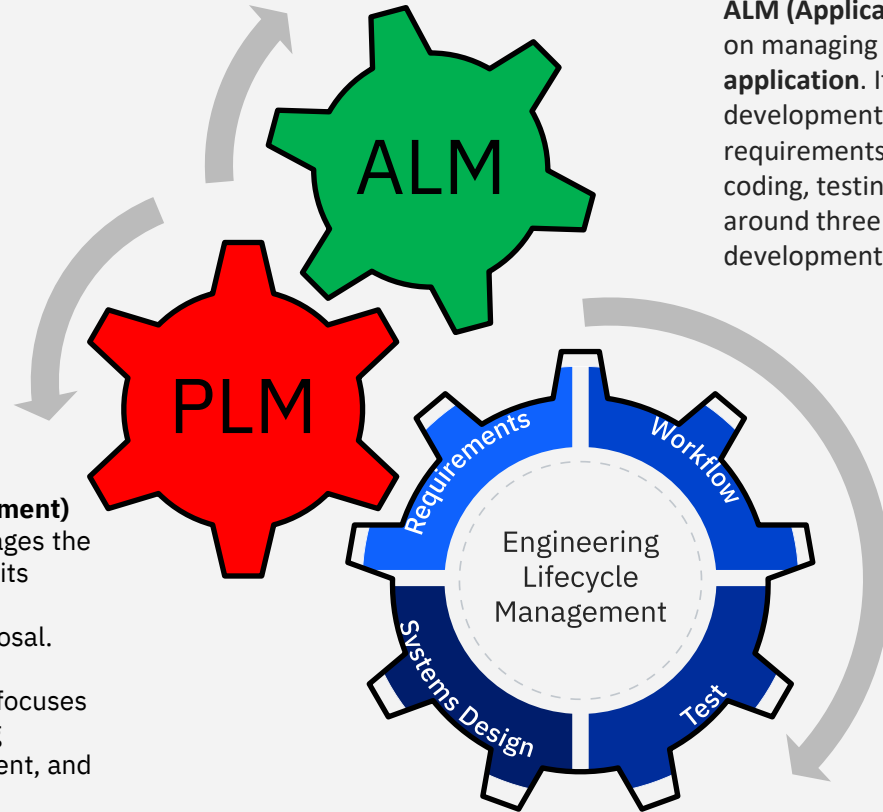 ALM (Applica
on managing
application. I
development
requirements
coding, testin
around three
development
ALM
PLM
Requirements
Workflow
Engineering
Lifecycle
Management
Systems Design
Test
ment)
ages the
its
osal.
focuses
ent, and